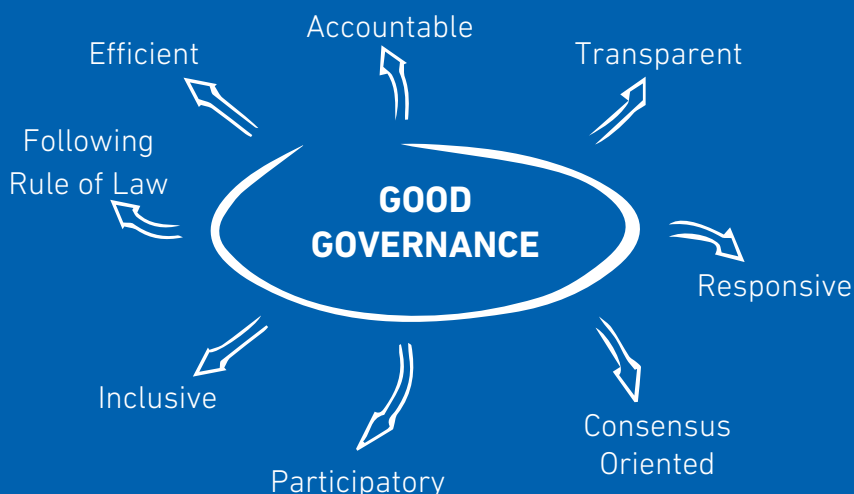 Accountable
Efficient
Transparent
Following
Rule of Law
GOOD
GOVERNANCE
Responsive
Inclusive
Consensus
Oriented
Participatory